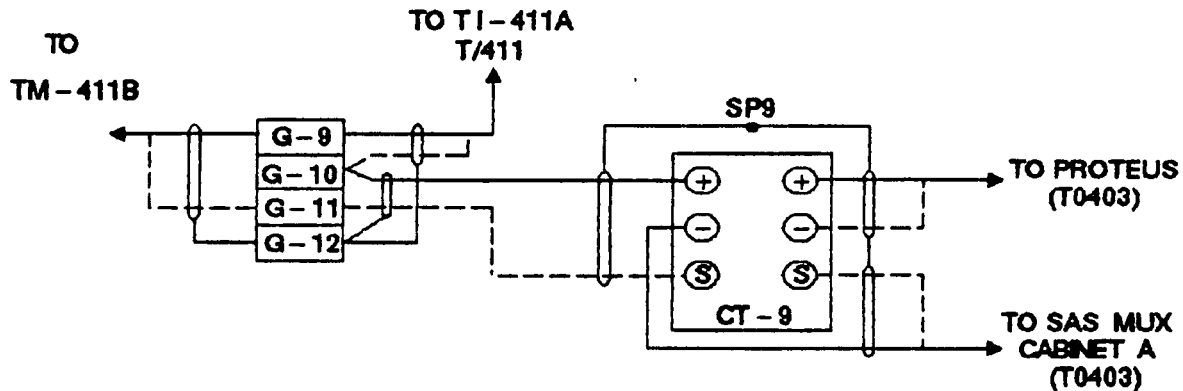 TO
TM-411B
TO TI-411A
T/411
G-9
G-10
G-11
G-12
SP9
+ +
- -
S S
CT-9
TO PROTEUS
(T0403)
TO SAS MUX
CABINET A
(T0403)